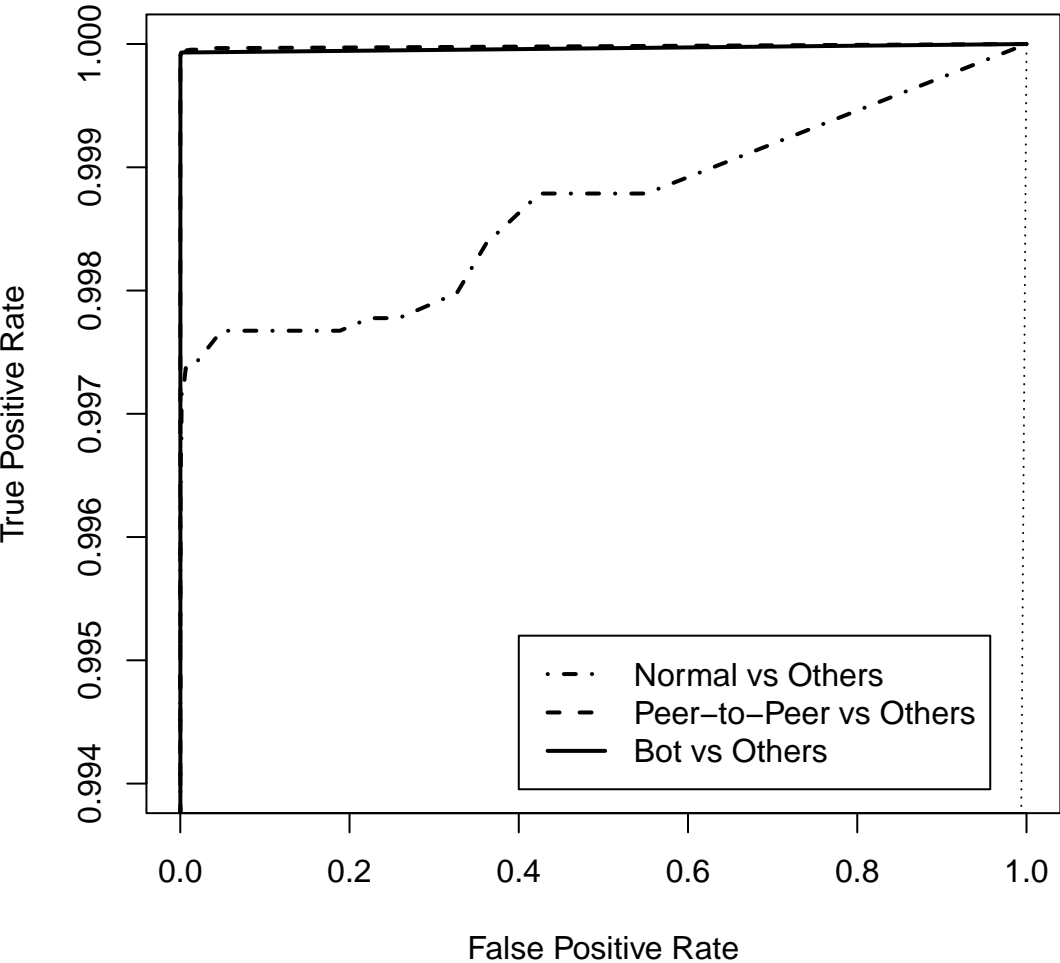 1.000
0.999
0.998
0.997
0.996
0.995
0.994
True Positive Rate
Normal vs Others
Peer−to−Peer vs Others
Bot vs Others
0.0 0.2 0.4 0.6 0.8 1.0
False Positive Rate